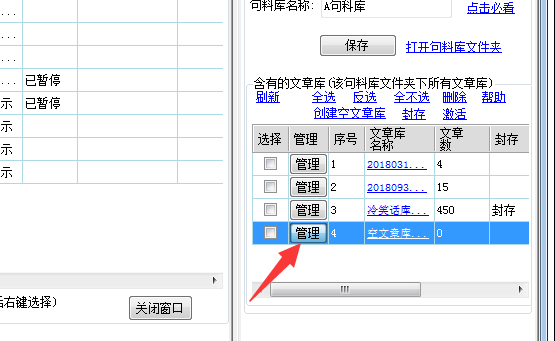 ...
...
...
... 已暂停
示 已暂停
示
示
示
后右键选择)
关闭窗口
句料库名称: A句料库
点击必看
保存
打开句料库文件夹
含有的文章库(该句料库文件夹下所有文章库)
刷新 全选 反选 全不选 删除 帮助
创建空文章库 封存 激活
选择 管理 序号 文章库名称 文章数 封存
管理 1 2018031... 4
管理 2 2018093... 15
管理 3 冷笑话库... 450 封存
管理 4 空文章库... 0